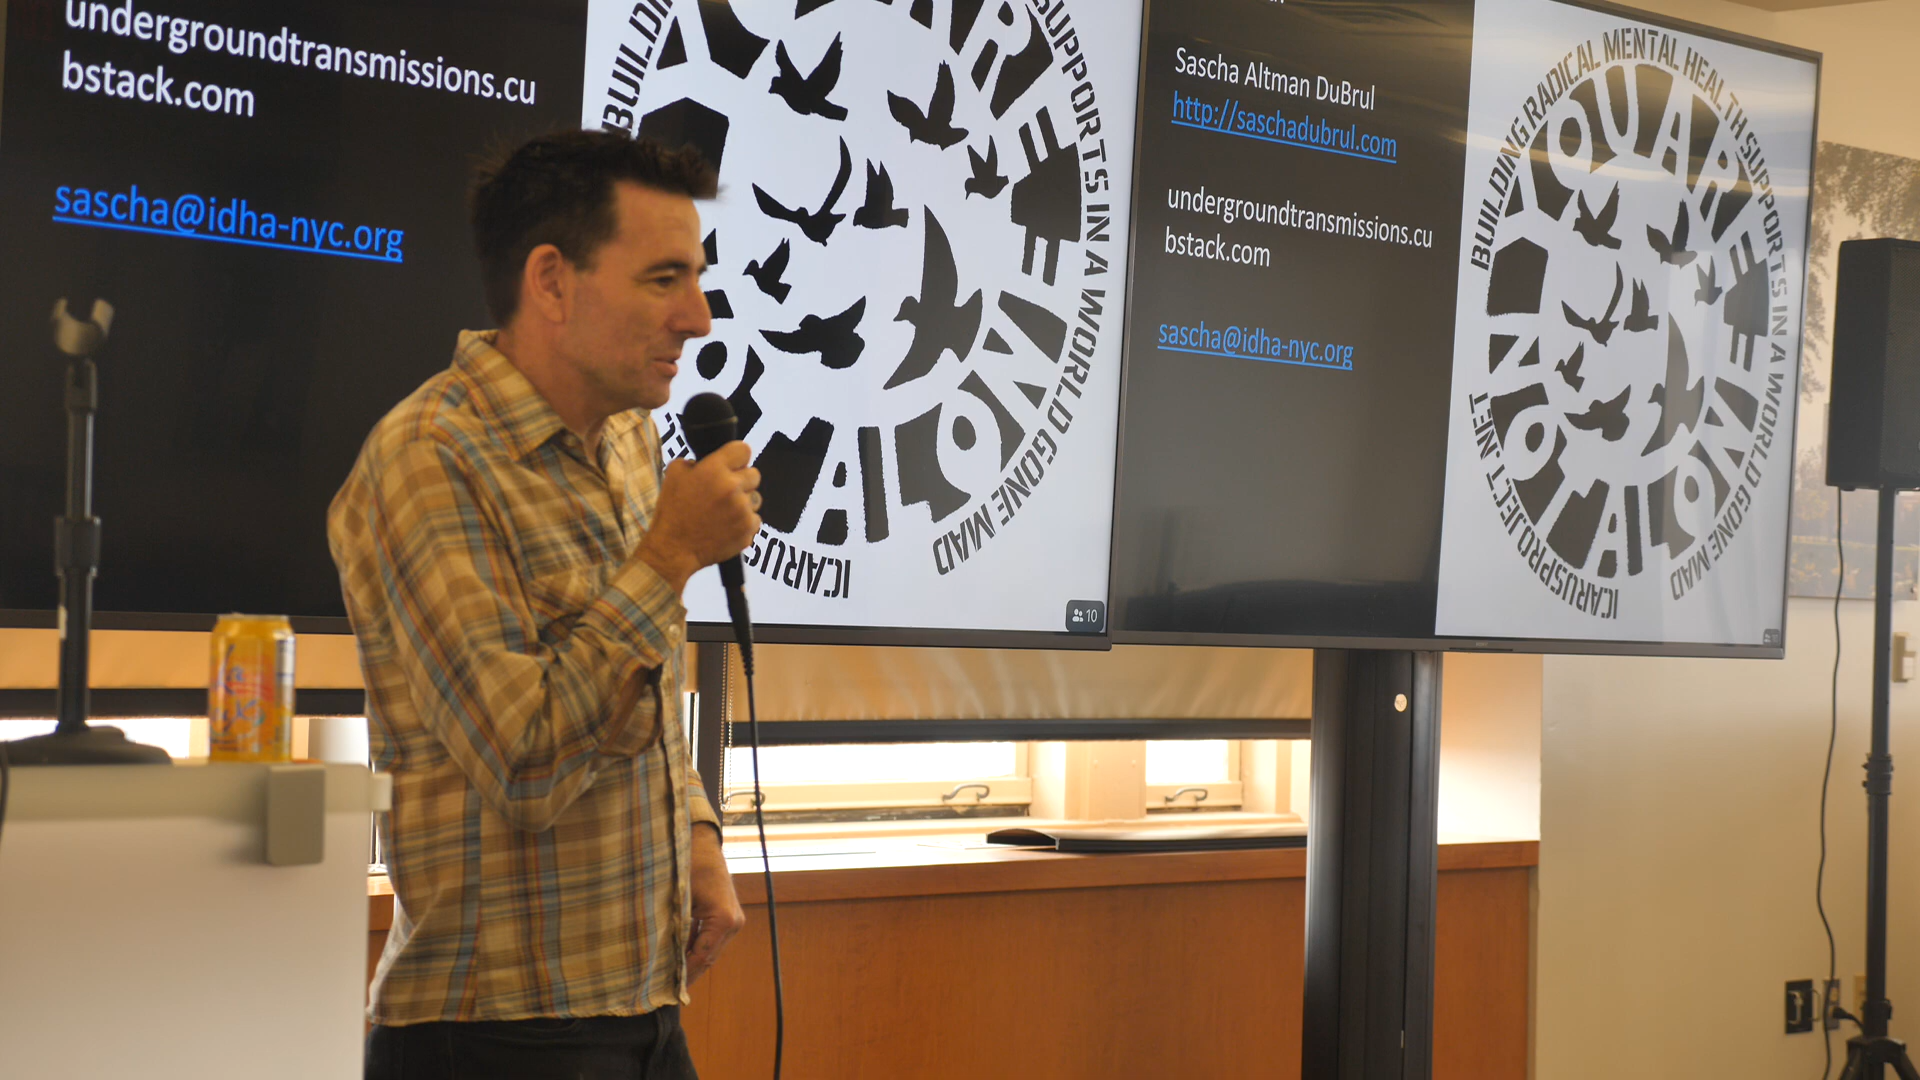 undergroundtransmissions.cu
bstack.com
sascha@idha-nyc.org
SUPPORTS IN A WORLD GONE MAD
10
Sascha Altman DuBrul
http://saschadubrul.com
undergroundtransmissions.cu
bstack.com
sascha@idha-nyc.org
BUILDING RADICAL MENTAL HEALTH SUPPORTS IN A WORLD GONE MAD
ICARUSPROJECT.NET
YOU ARE NOT ALONE